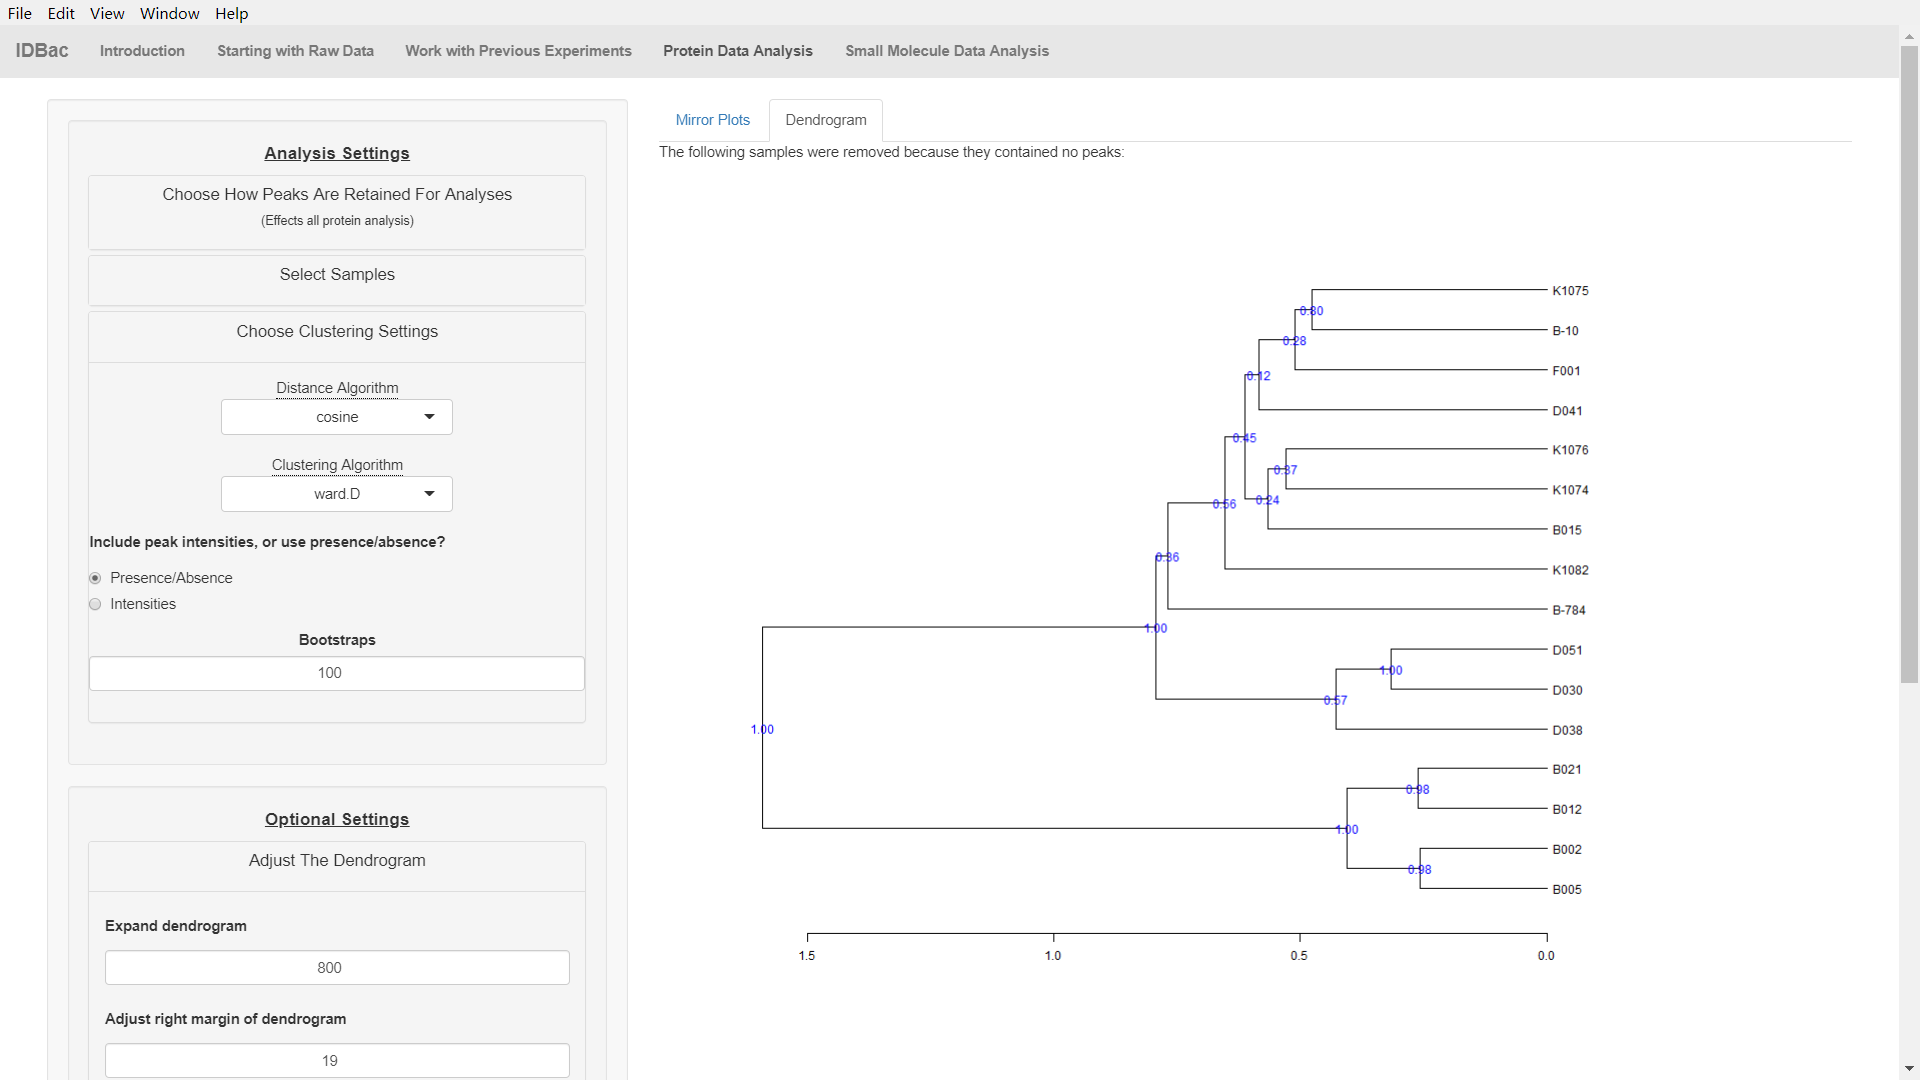 File Edit View Window Help
IDBac Introduction Starting with Raw Data Work with Previous Experiments Protein Data Analysis Small Molecule Data Analysis
Analysis Settings
Choose How Peaks Are Retained For Analyses
(Effects all protein analysis)
Select Samples
Choose Clustering Settings
Distance Algorithm
cosine
Clustering Algorithm
ward.D
Include peak intensities, or use presence/absence?
Presence/Absence
Intensities
Bootstraps
100
Optional Settings
Adjust The Dendrogram
Expand dendrogram
800
Adjust right margin of dendrogram
19
Mirror Plots Dendrogram
The following samples were removed because they contained no peaks:
K1075
0.80
B-10
0.28
F001
0.12
D041
0.45
K1076
0.37
K1074
0.24
0.56
B015
0.36
K1082
B-784
1.00
D051
1.00
D030
0.57
D038
1.00
B021
0.98
B012
1.00
B002
0.98
B005
1.5 1.0 0.5 0.0